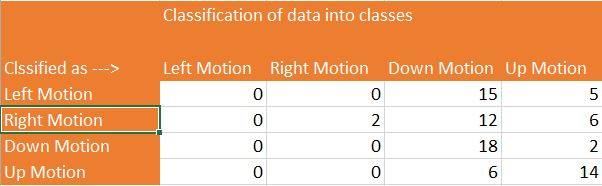 Classification of data into classes
Clssified as ---> Left Motion Right Motion Down Motion Up Motion
Left Motion 0 0 15 5
Right Motion 0 2 12 6
Down Motion 0 0 18 2
Up Motion 0 0 6 14